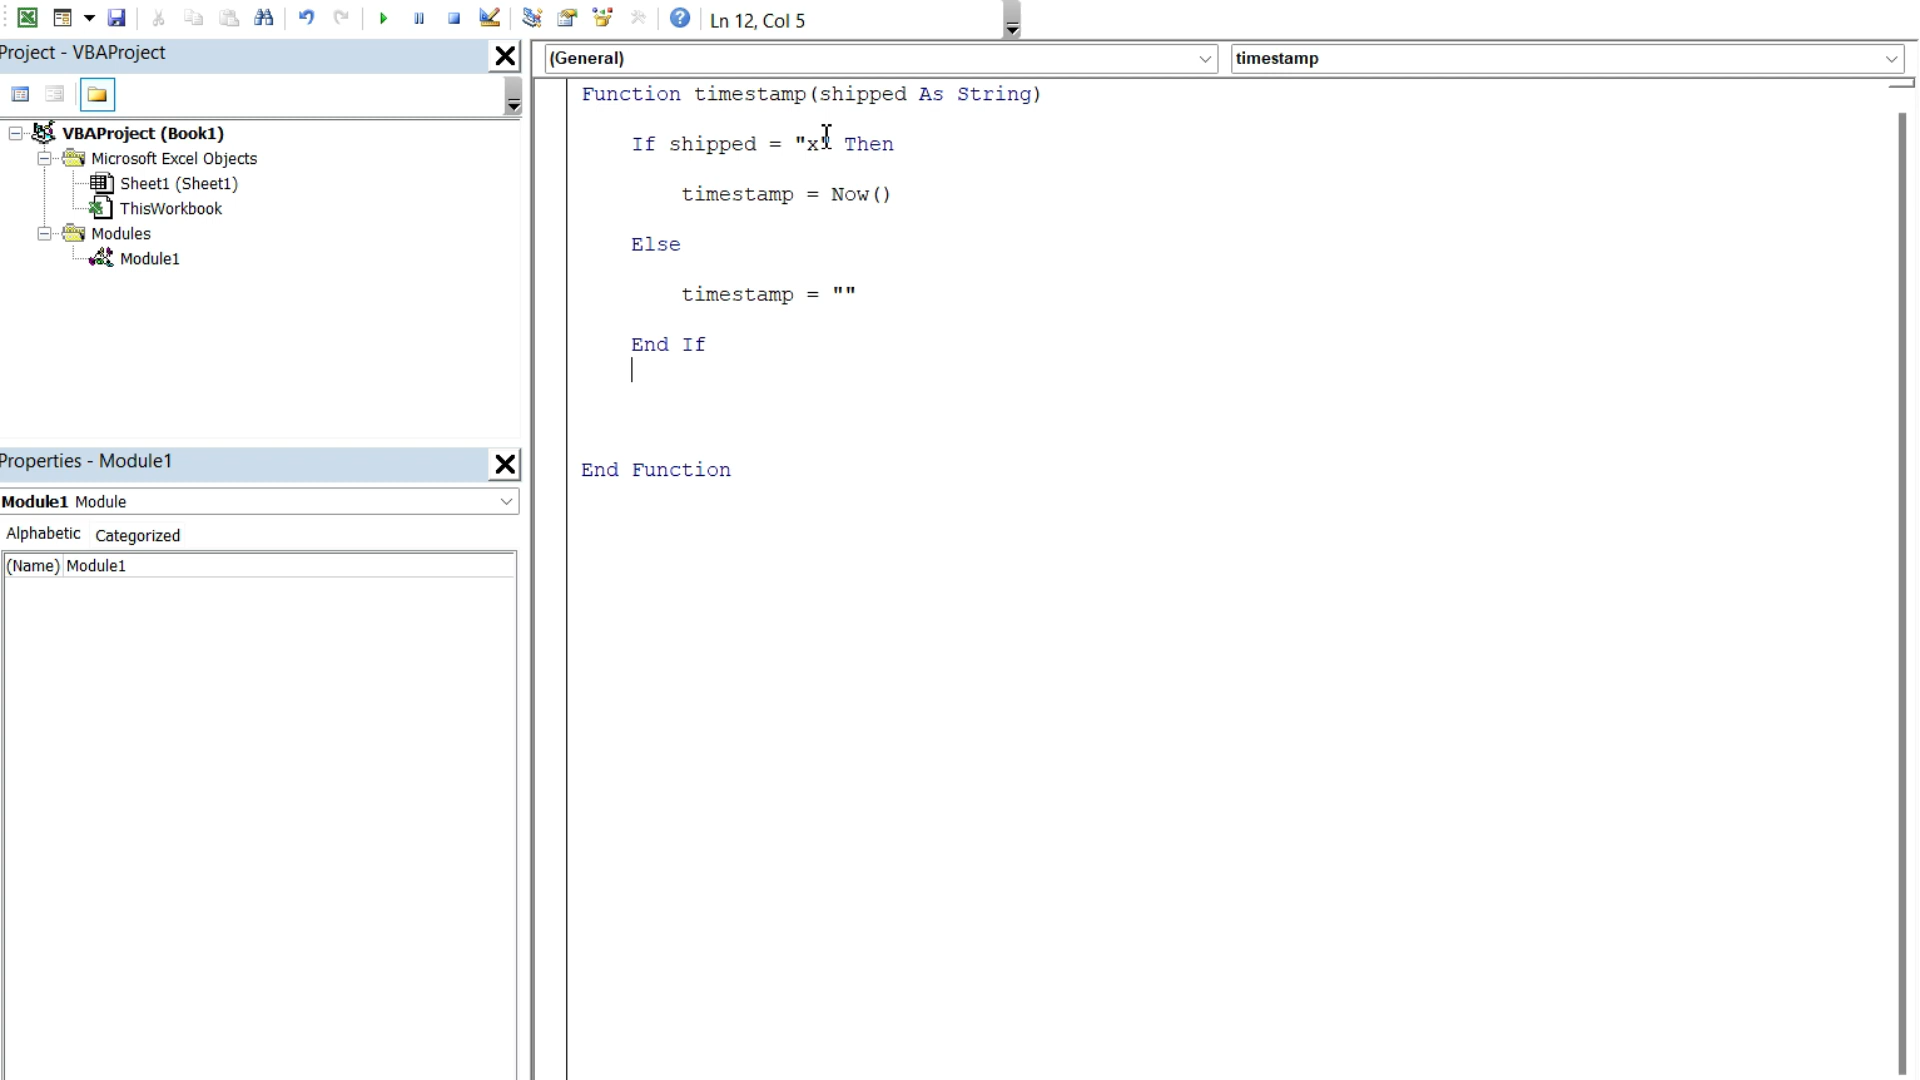 Ln 12, Col 5
Project - VBAProject
(General)
timestamp
VBAProject (Book1)
Microsoft Excel Objects
Sheet1 (Sheet1)
ThisWorkbook
Modules
Module1
Properties - Module1
Module1 Module
Alphabetic
Categorized
(Name) Module1
Function timestamp(shipped As String)
If shipped = "x" Then
timestamp = Now()
Else
timestamp = ""
End If
End Function